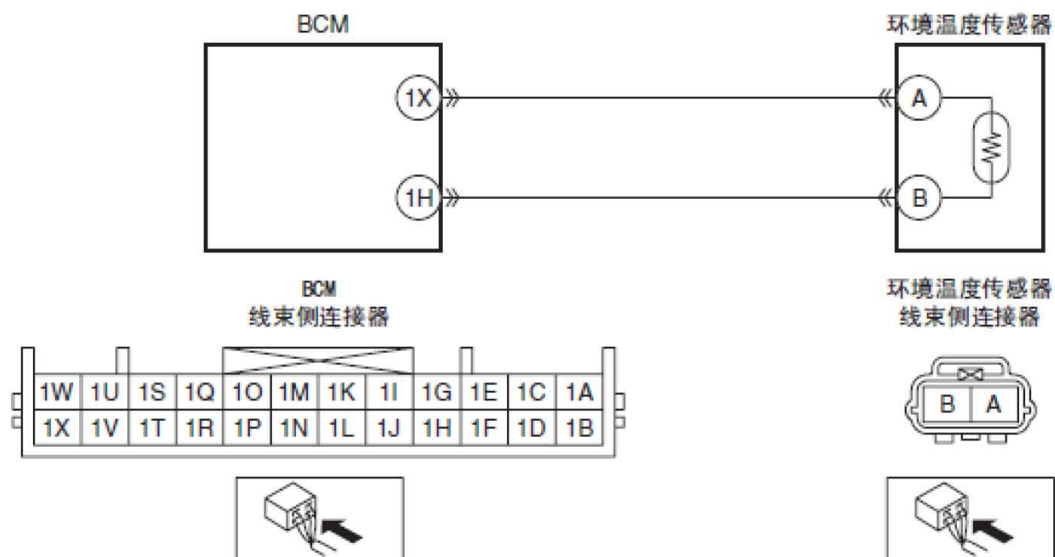 BCM
环境温度传感器
1X
A
1H
B
BCM
线束侧连接器
环境温度传感器
线束侧连接器
1W 1U 1S 1Q 1O 1M 1K 1I 1G 1E 1C 1A
1X 1V 1T 1R 1P 1N 1L 1J 1H 1F 1D 1B
B A